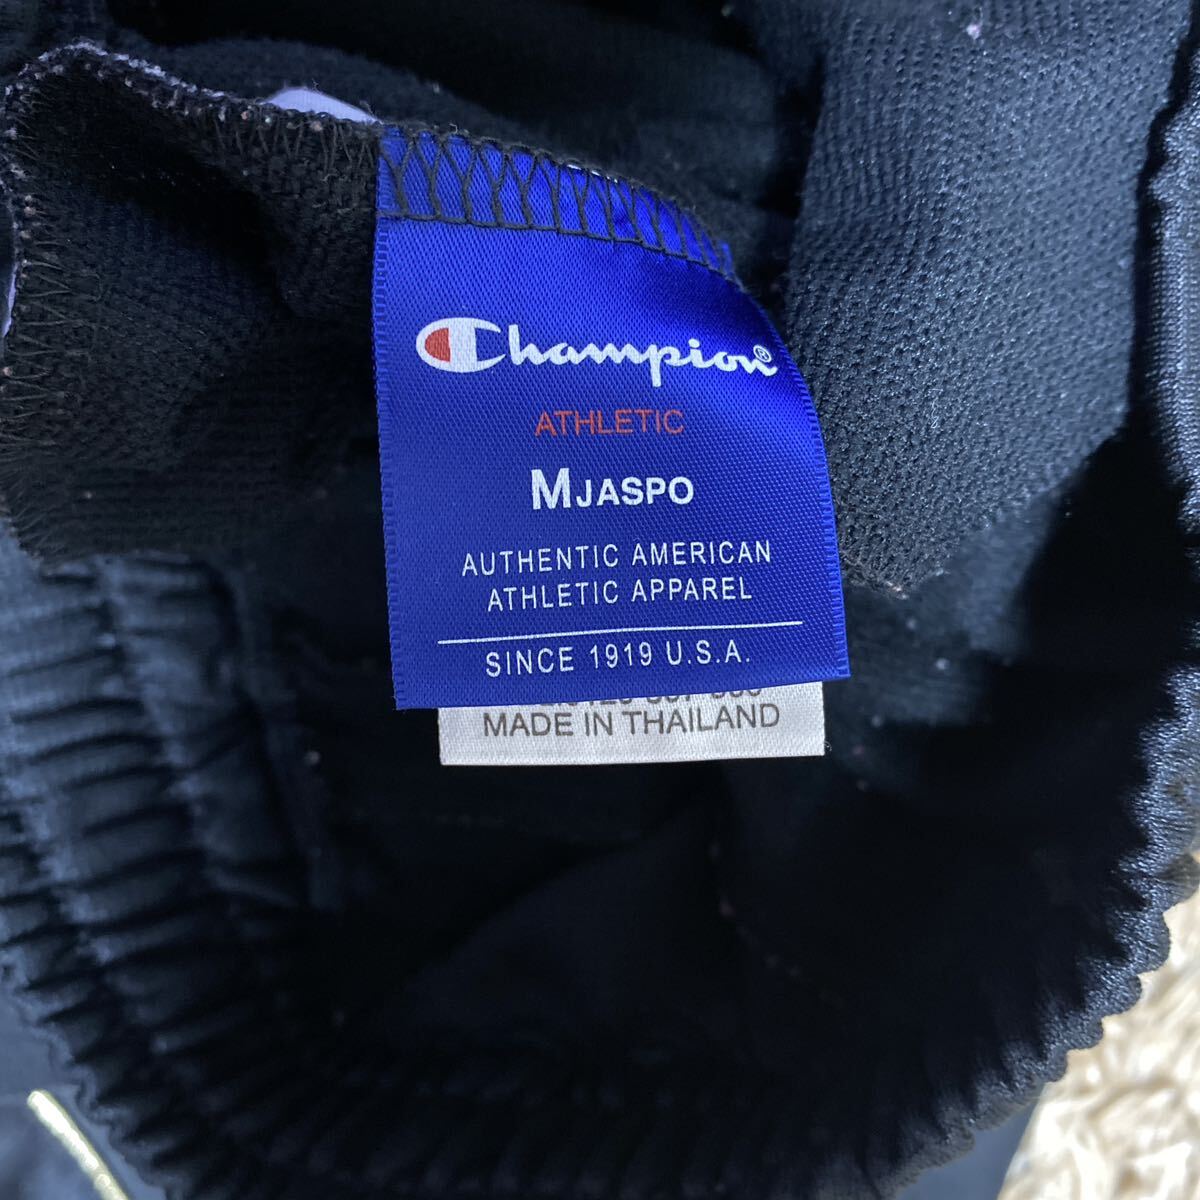 Champion®
ATHLETIC
MJASPO
AUTHENTIC AMERICAN
ATHLETIC APPAREL
SINCE 1919 U.S.A.
MADE IN THAILAND